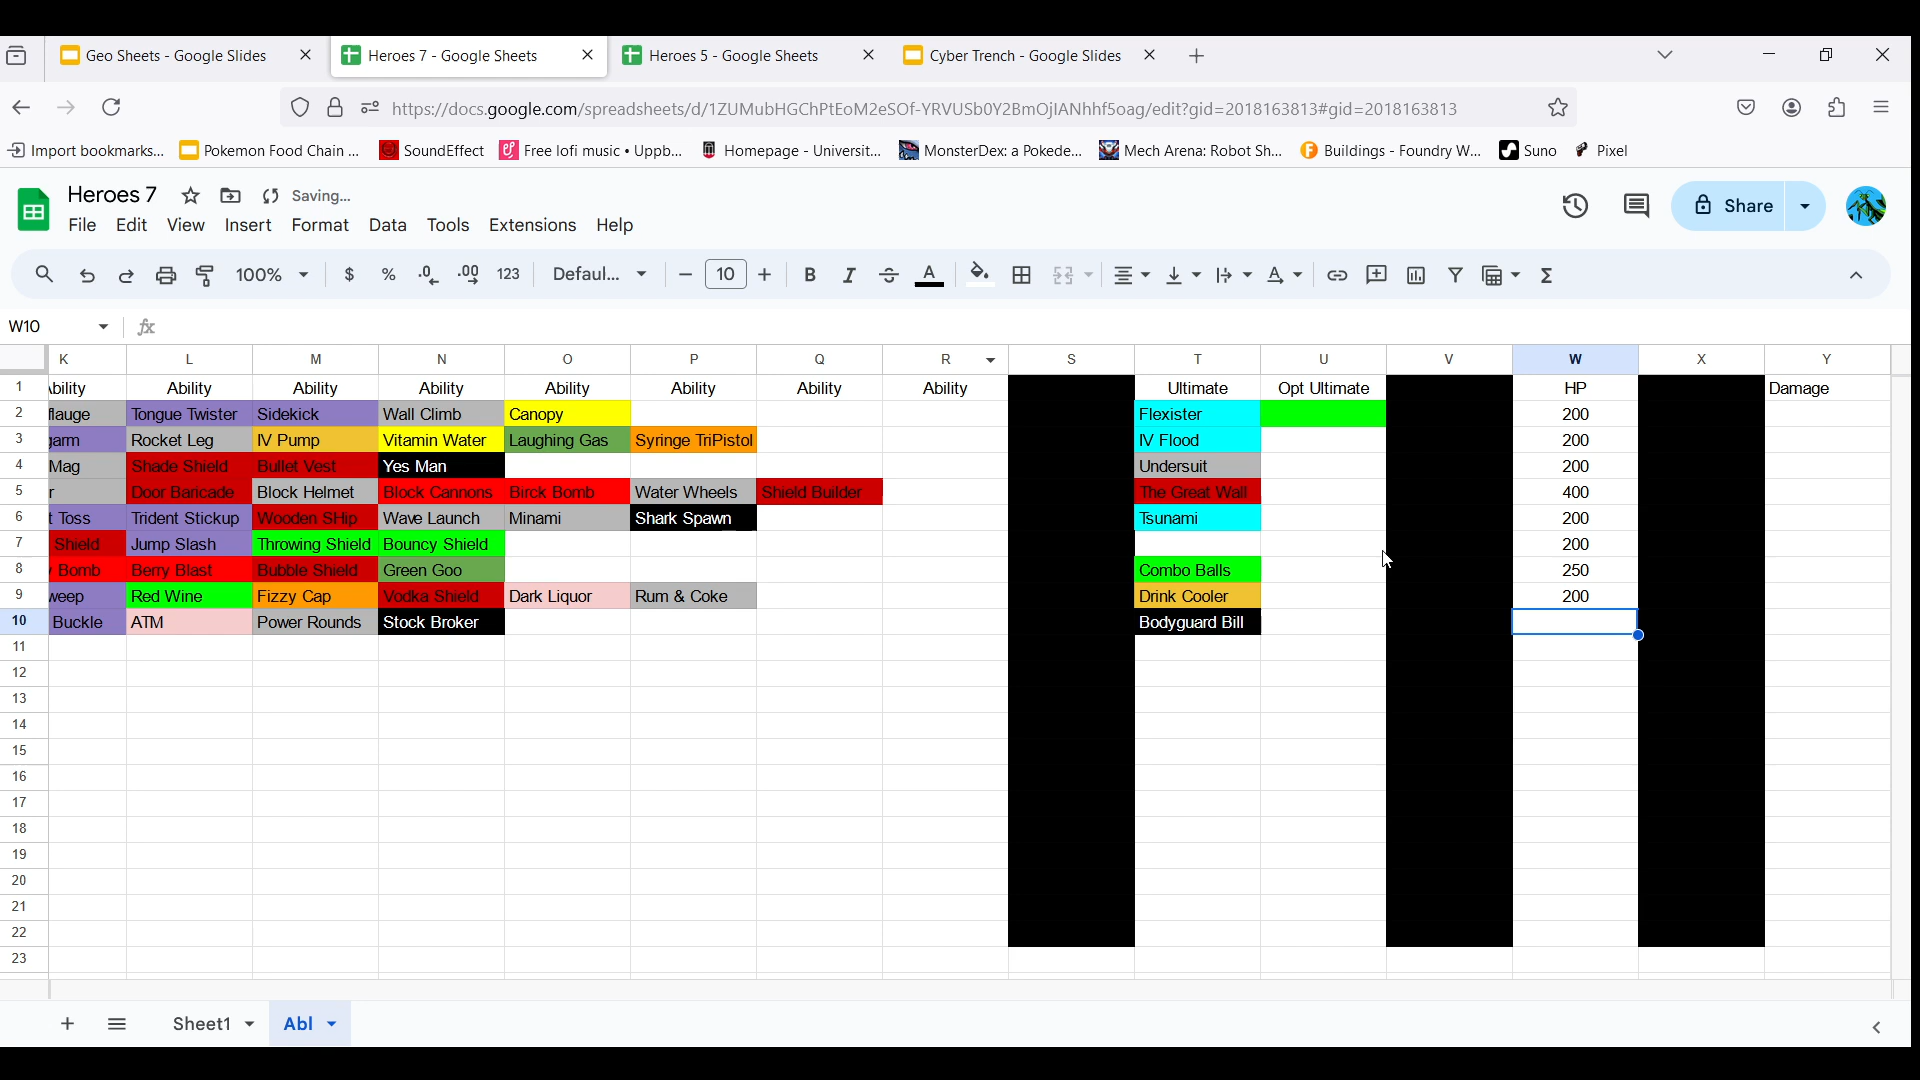 Geo Sheets - Google Slides Heroes 7 - Google Sheets Heroes 5 - Google Sheets Cyber Trench - Google Slides
https://docs.google.com/spreadsheets/d/1ZUMubHGChPtEoM2eSOf-YRVUSb0Y2BmOjIANhhf5oag/edit?gid=2018163813#gid=2018163813
Import bookmarks... Pokemon Food Chain ... SoundEffect Free lofi music • Uppb... Homepage - Universit... MonsterDex: a Pokede... Mech Arena: Robot Sh... Buildings - Foundry W... Suno Pixel
Heroes 7 Saving...
File Edit View Insert Format Data Tools Extensions Help
Share
100% $ % .0 .00 123 Defaul... 10 B I A
W10 fx
K L M N O P Q R S T U V W X Y
1 Ability Ability Ability Ability Ability Ability Ability Ability Ultimate Opt Ultimate HP Damage
2 flauge Tongue Twister Sidekick Wall Climb Canopy Flexister 200
3 garm Rocket Leg IV Pump Vitamin Water Laughing Gas Syringe TriPistol IV Flood 200
4 Mag Shade Shield Bullet Vest Yes Man Undersuit 200
5 r Door Baricade Block Helmet Block Cannons Birck Bomb Water Wheels Shield Builder The Great Wall 400
6 t Toss Trident Stickup Wooden SHip Wave Launch Minami Shark Spawn Tsunami 200
7 Shield Jump Slash Throwing Shield Bouncy Shield 200
8 Bomb Berry Blast Bubble Shield Green Goo Combo Balls 250
9 weep Red Wine Fizzy Cap Vodka Shield Dark Liquor Rum & Coke Drink Cooler 200
10 Buckle ATM Power Rounds Stock Broker Bodyguard Bill
11
12
13
14
15
16
17
18
19
20
21
22
23
Sheet1 Abl